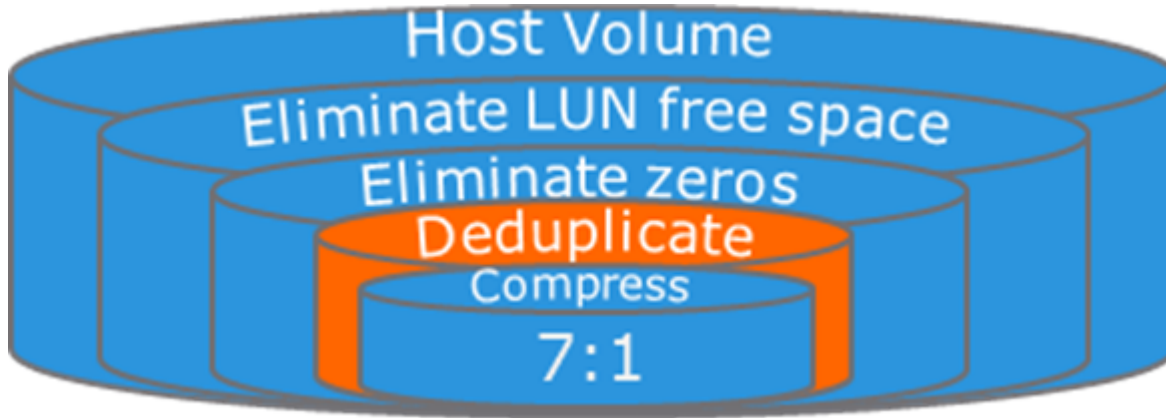 Host Volume
Eliminate LUN free space
Eliminate zeros
Deduplicate
Compress
7:1